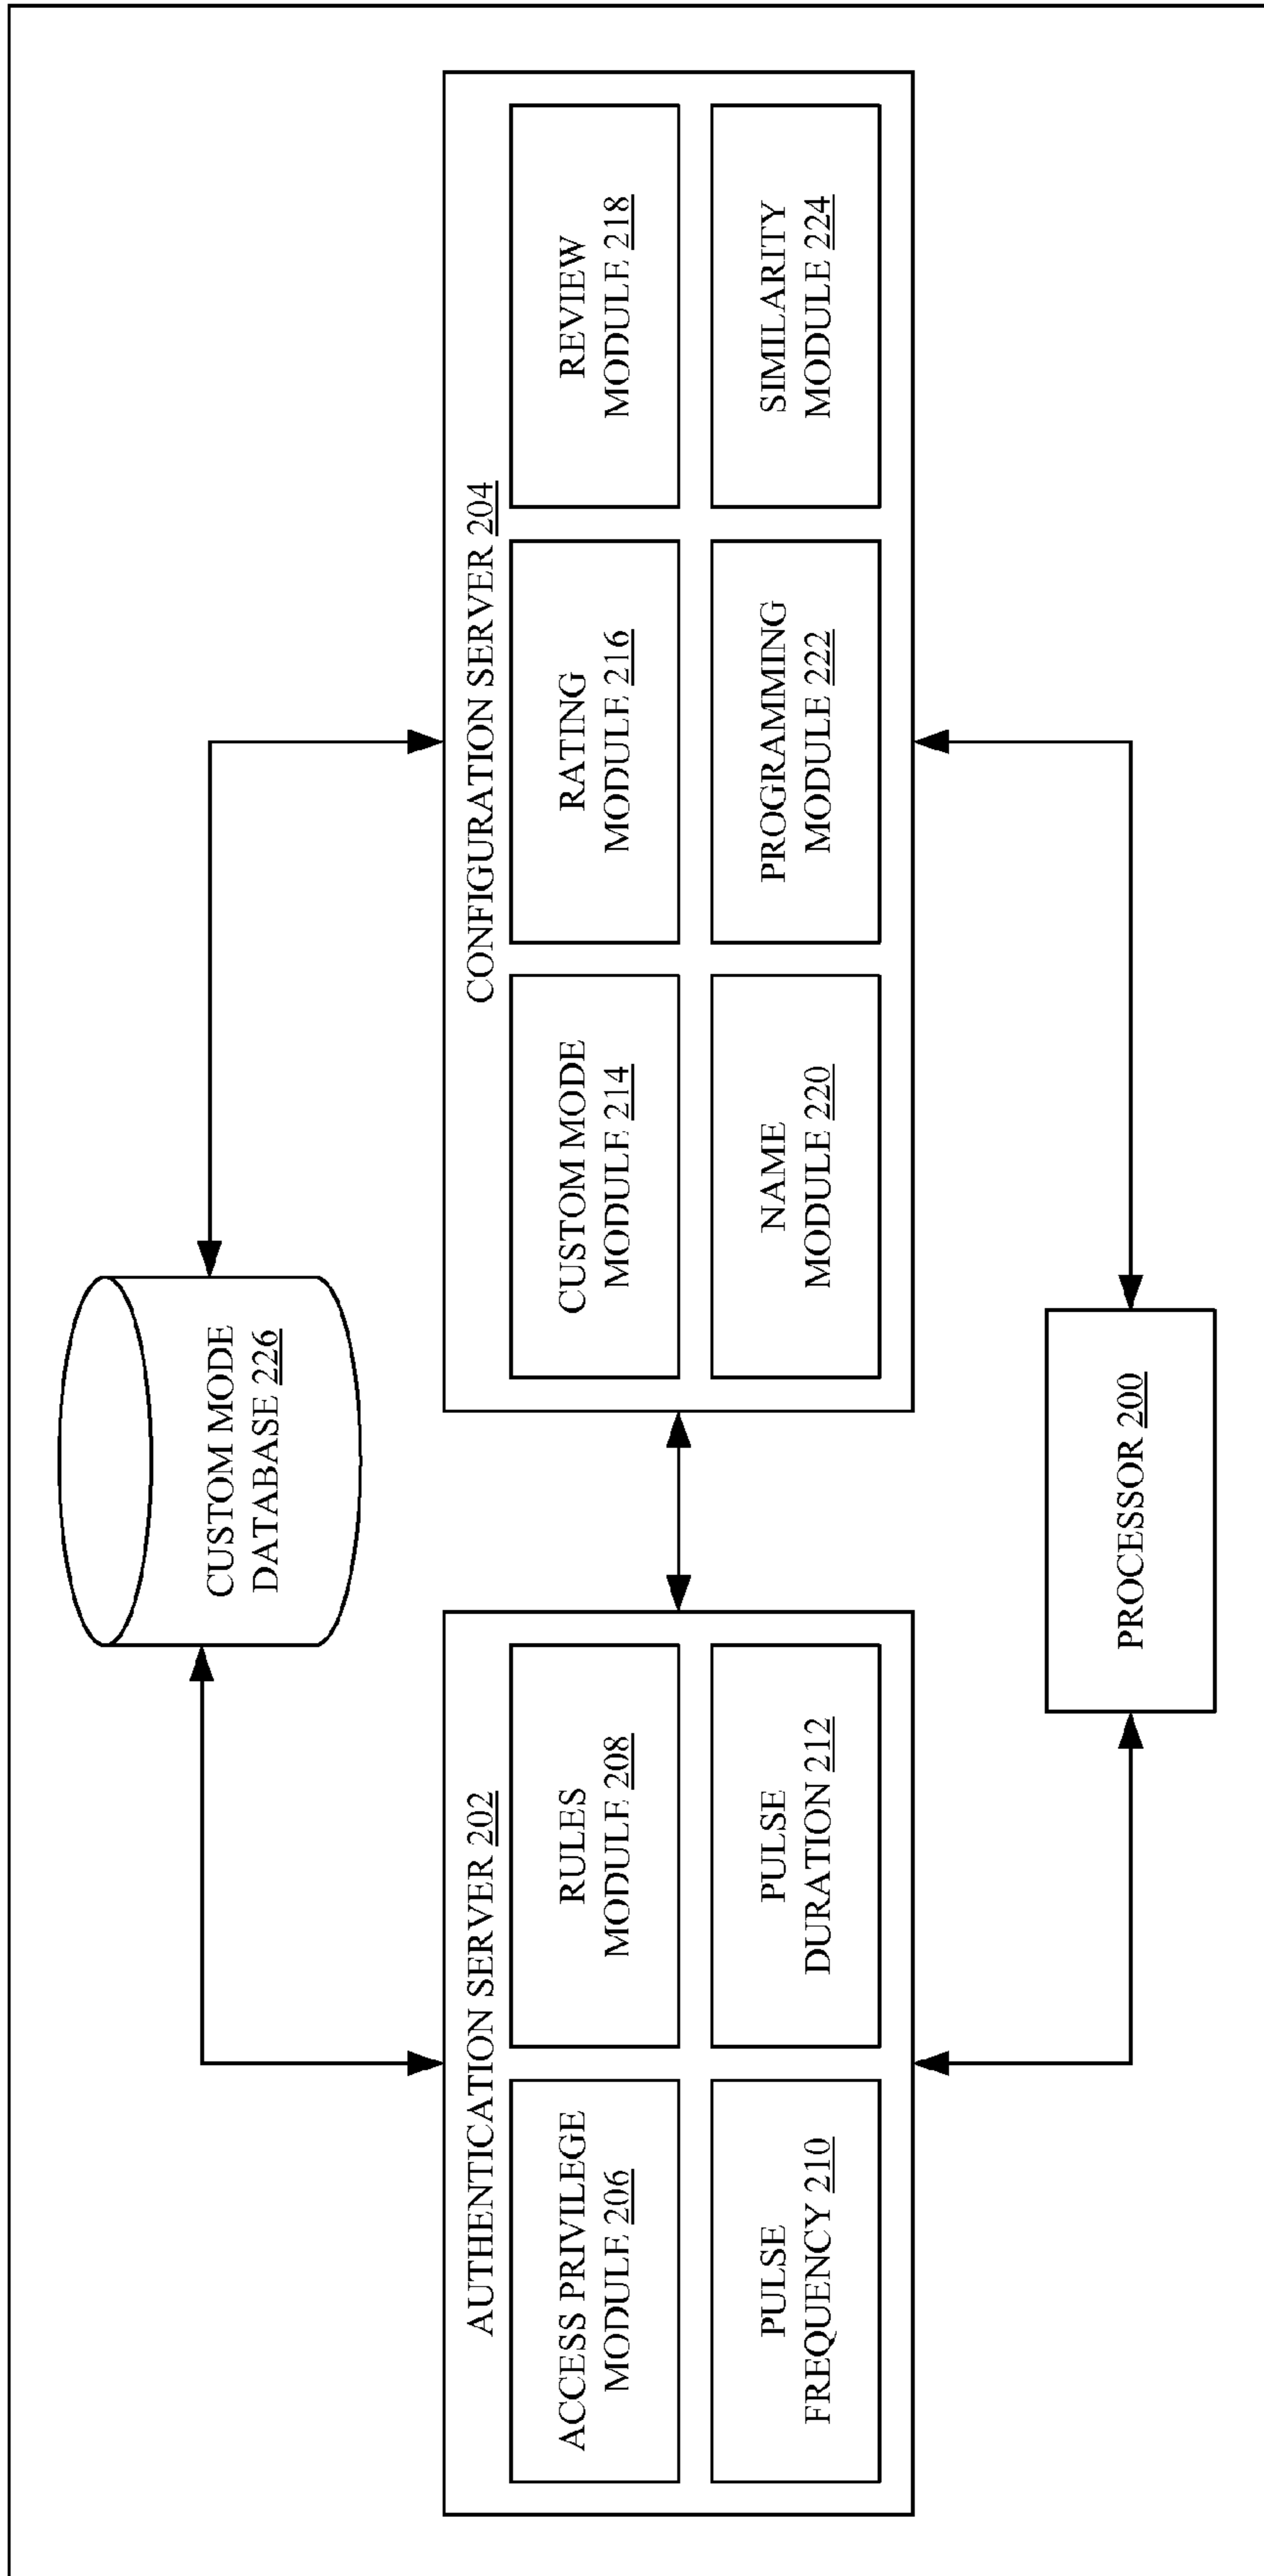 CUSTOM MODE
DATABASE 226
AUTHENTICATION SERVER 202
ACCESS PRIVILEGE
MODULE 206
RULES
MODULE 208
PULSE
FREQUENCY 210
PULSE
DURATION 212
CONFIGURATION SERVER 204
CUSTOM MODE
MODULE 214
RATING
MODULE 216
REVIEW
MODULE 218
NAME
MODULE 220
PROGRAMMING
MODULE 222
SIMILARITY
MODULE 224
PROCESSOR 200